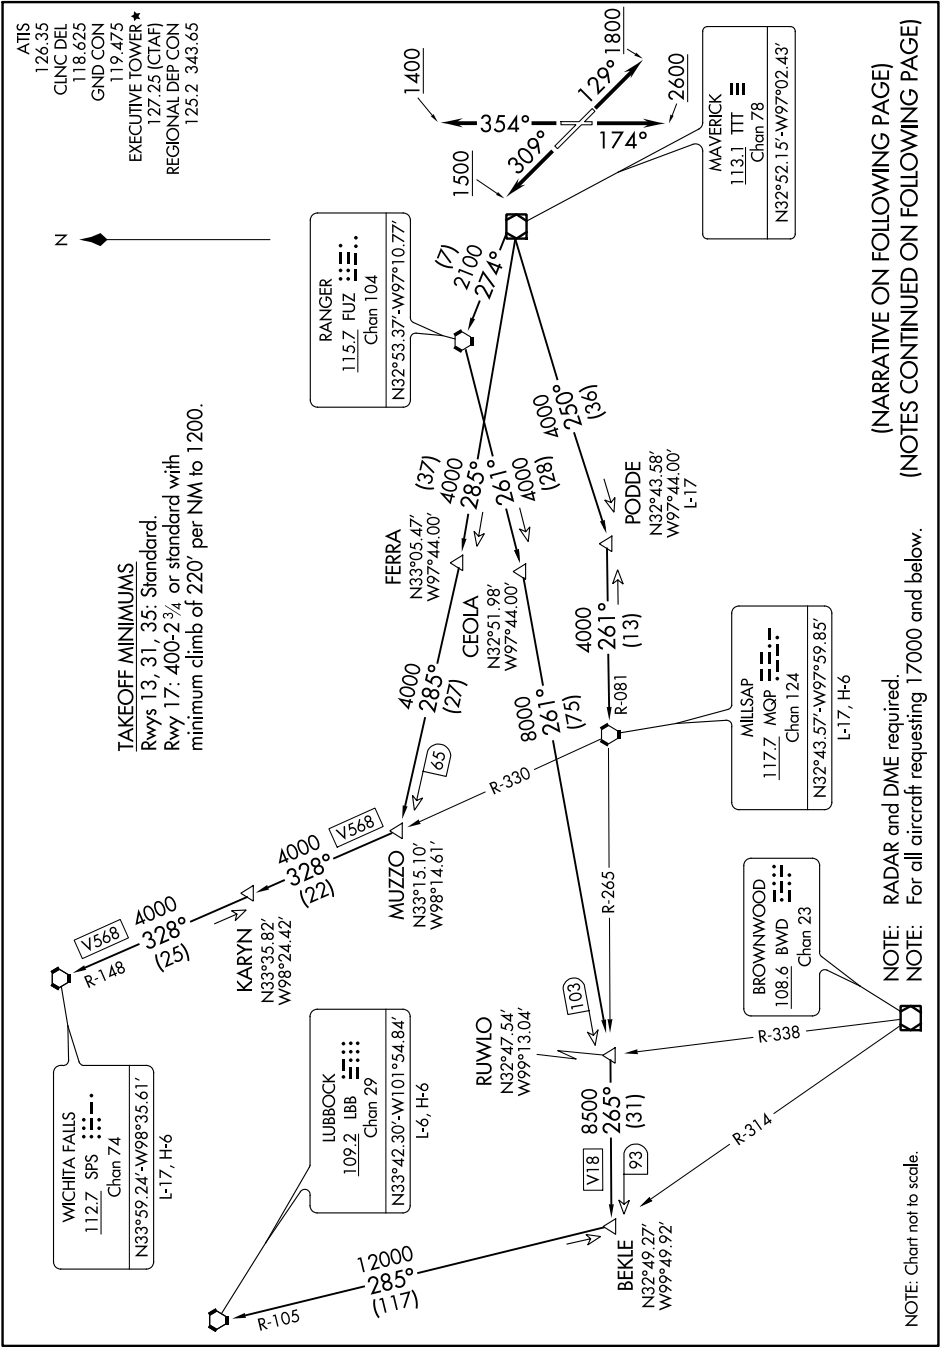 ATIS
126.35
CLNC DEL
118.625
GND CON
119.475
EXECUTIVE TOWER★
127.25 (CTAF)
REGIONAL DEP CON
125.2 343.65
N
TAKEOFF MINIMUMS
Rwys 13, 31, 35: Standard.
Rwy 17: 400-2¾ or standard with
minimum climb of 220' per NM to 1200.
1400
354°
1800
129°
309°
1500
174°
2600
MAVERICK
113.1 TTT
Chan 78
N32°52.15'-W97°02.43'
RANGER
115.7 FUZ
Chan 104
N32°53.37'-W97°10.77'
(7)
2100
274°
(37)
4000
285°
261°
4000
(28)
4000
250°
(36)
FERRA
N33°05.47'
W97°44.00'
CEOLA
N32°51.98'
W97°44.00'
PODDE
N32°43.58'
W97°44.00'
L-17
4000
285°
(27)
8000
261°
(75)
4000
261°
(13)
R-081
65
R-330
MILLSAP
117.7 MQP
Chan 124
N32°43.57'-W97°59.85'
L-17, H-6
MUZZO
N33°15.10'
W98°14.61'
V568
4000
328°
(22)
KARYN
N33°35.82'
W98°24.42'
V568
4000
328°
(25)
R-148
WICHITA FALLS
112.7 SPS
Chan 74
N33°59.24'-W98°35.61'
L-17, H-6
R-265
103
RUWLO
N32°47.54'
W99°13.04'
BROWNWOOD
108.6 BWD
Chan 23
R-338
R-314
8500
265°
(31)
V18
93
BEKLE
N32°49.27'
W99°49.92'
LUBBOCK
109.2 LBB
Chan 29
N33°42.30'-W101°54.84'
L-6, H-6
12000
285°
(117)
R-105
NOTE: RADAR and DME required.
NOTE: For all aircraft requesting 17000 and below.
(NARRATIVE ON FOLLOWING PAGE)
(NOTES CONTINUED ON FOLLOWING PAGE)
NOTE: Chart not to scale.